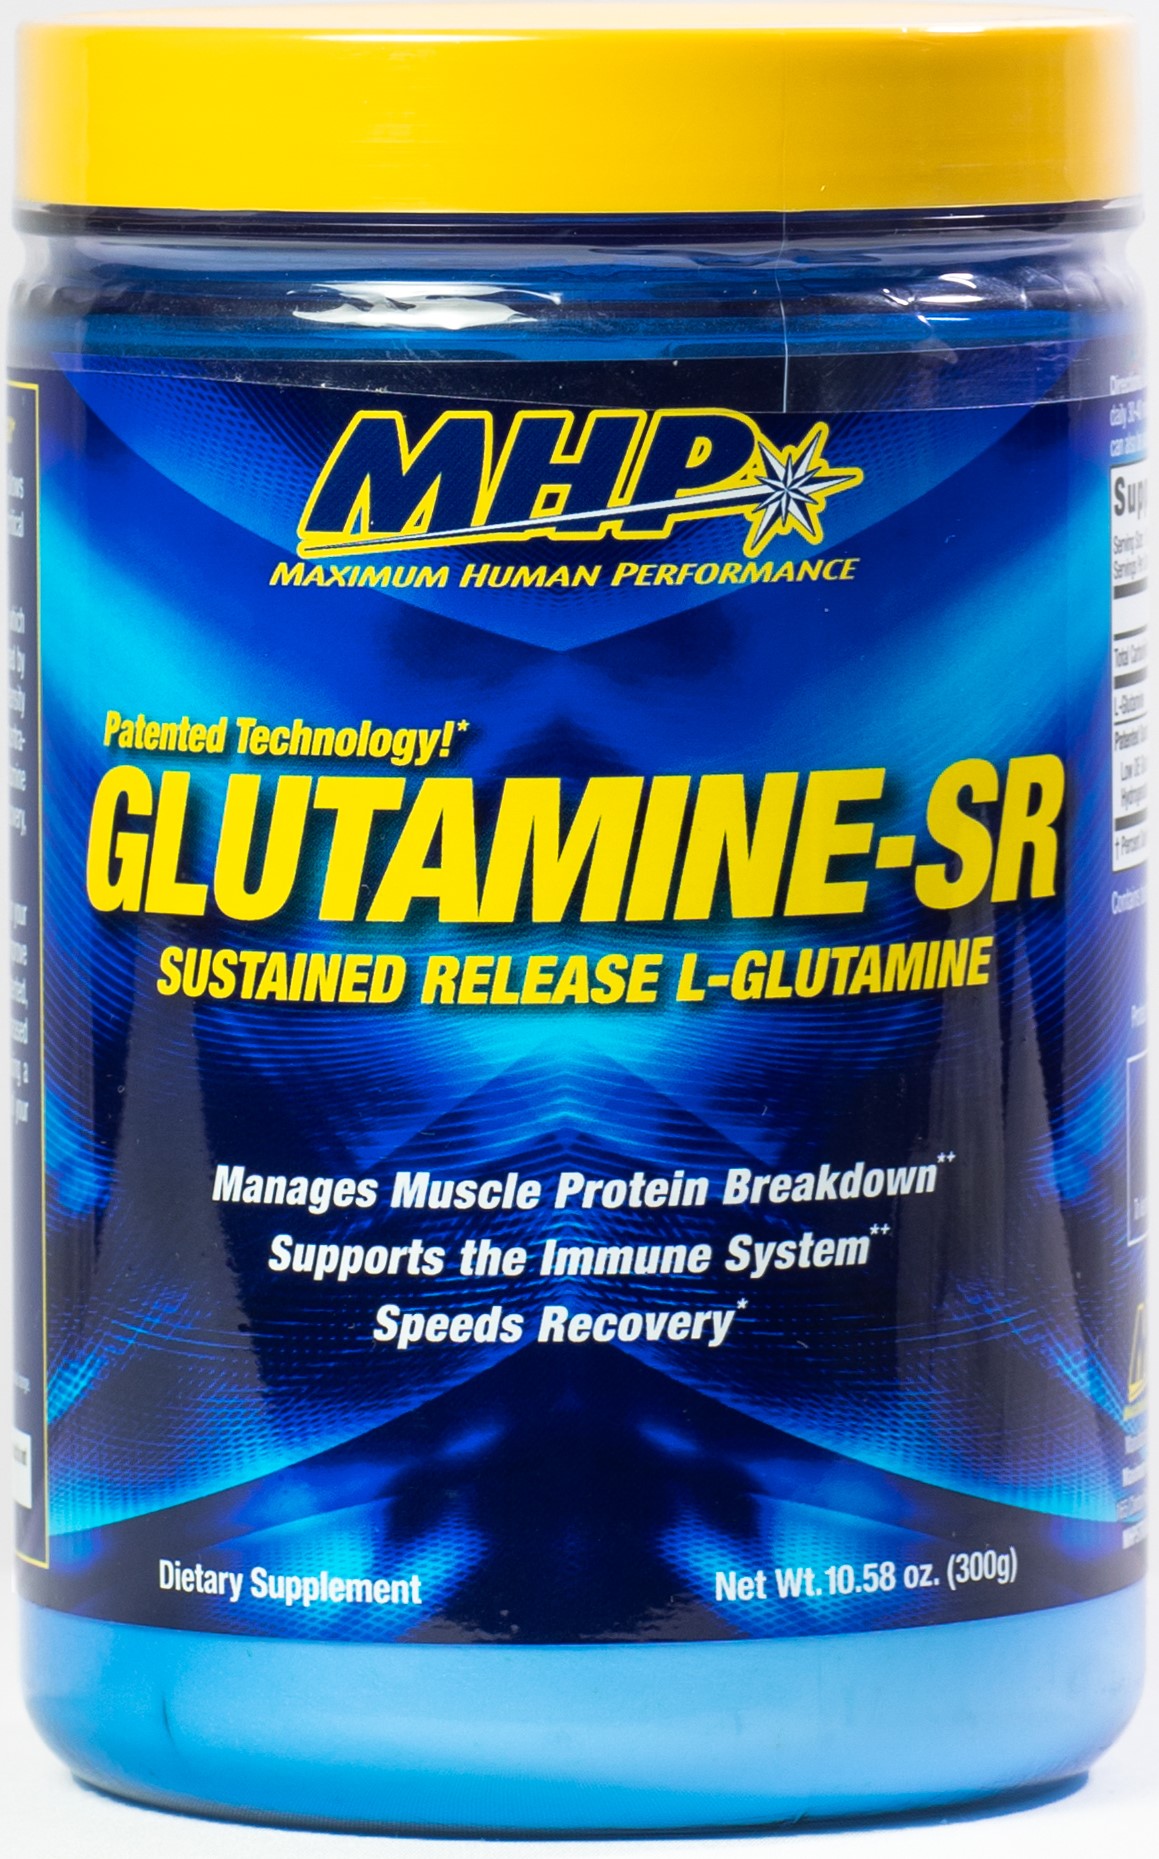 MHP
MAXIMUM HUMAN PERFORMANCE
Patented Technology!*
GLUTAMINE-SR
SUSTAINED RELEASE L-GLUTAMINE
Manages Muscle Protein Breakdown*+
Supports the Immune System*+
Speeds Recovery*
Dietary Supplement
Net Wt. 10.58 oz. (300g)
L-Glutamine